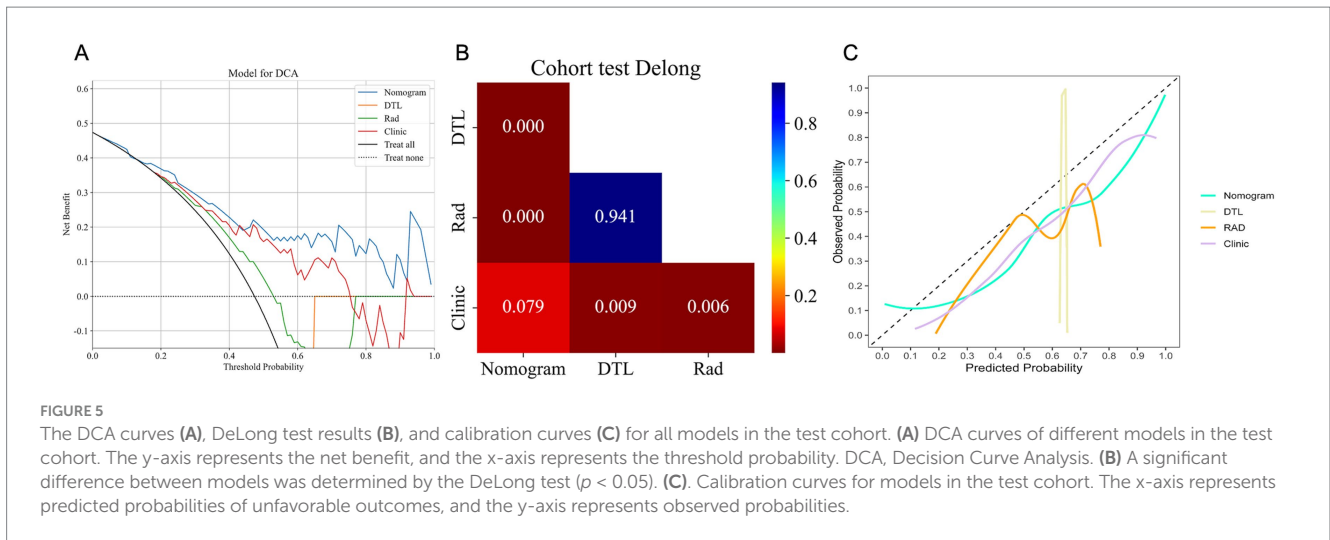 A
Model for DCA
0.6
0.5
0.4
0.3
0.2
0.1
0.0
-0.1
Net Benefit
Nomogram
DTL
Rad
Clinic
Treat all
Treat none
0.0 0.2 0.4 0.6 0.8 1.0
Threshold Probability
B
Cohort test Delong
DTL
Rad
Clinic
0.000
0.000 0.941
0.079 0.009 0.006
Nomogram DTL Rad
0.8
0.6
0.4
0.2
C
1.0
0.9
0.8
0.7
0.6
0.5
0.4
0.3
0.2
0.1
0.0
Observed Probability
0.0 0.1 0.2 0.3 0.4 0.5 0.6 0.7 0.8 0.9 1.0
Predicted Probability
Nomogram
DTL
RAD
Clinic
FIGURE 5
The DCA curves (A), DeLong test results (B), and calibration curves (C) for all models in the test cohort. (A) DCA curves of different models in the test
cohort. The y-axis represents the net benefit, and the x-axis represents the threshold probability. DCA, Decision Curve Analysis. (B) A significant
difference between models was determined by the DeLong test (p < 0.05). (C). Calibration curves for models in the test cohort. The x-axis represents
predicted probabilities of unfavorable outcomes, and the y-axis represents observed probabilities.